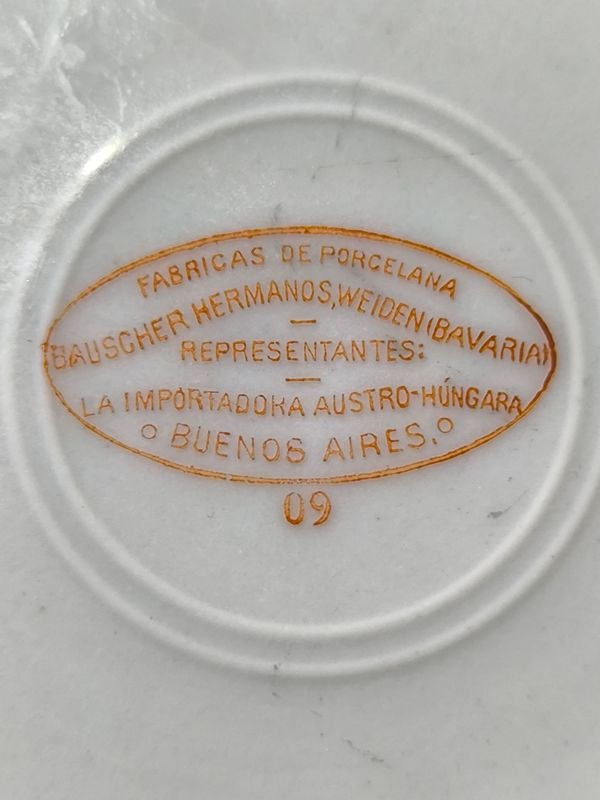 FABRICAS DE PORCELANA
BAUSCHER HERMANOS, WEIDEN (BAVARIA)
REPRESENTANTES:
LA IMPORTADORA AUSTRO-HÚNGARA
BUENOS AIRES.
09